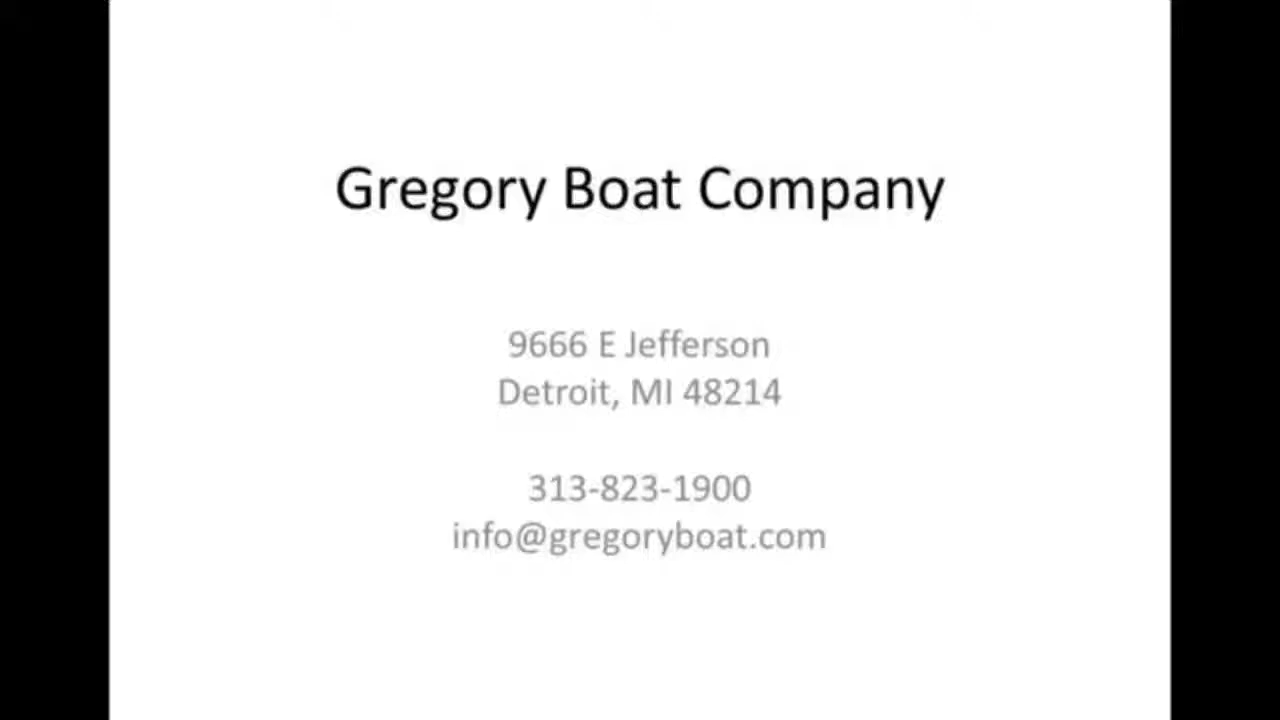 Gregory Boat Company
9666 E Jefferson
Detroit, MI 48214
313-823-1900
info@gregoryboat.com